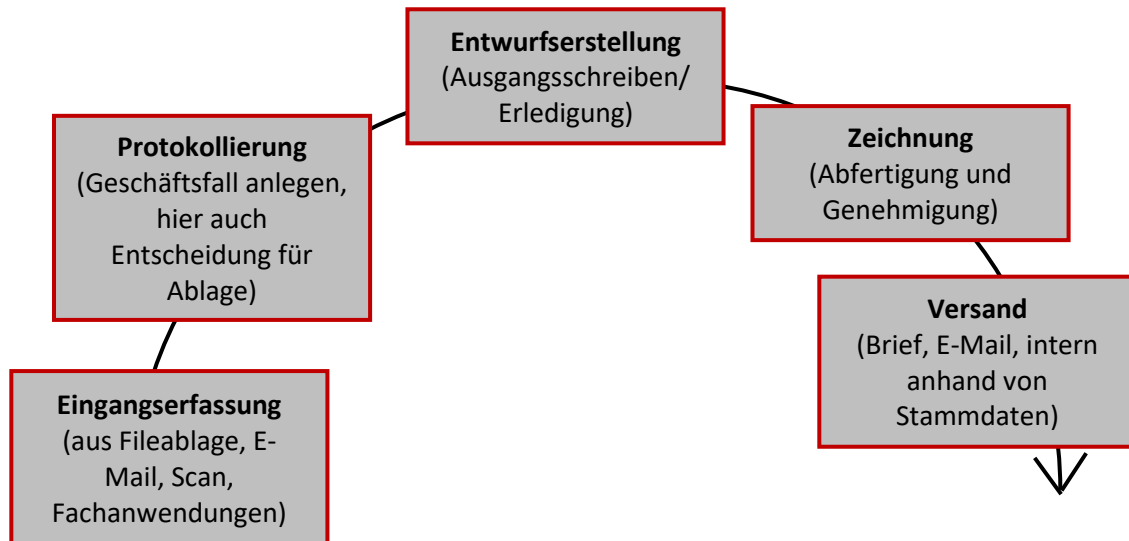 Entwurfserstellung
(Ausgangsschreiben/
Erledigung)
Protokollierung
(Geschäftsfall anlegen,
hier auch
Entscheidung für
Ablage)
Zeichnung
(Abfertigung und
Genehmigung)
Versand
(Brief, E-Mail, intern
anhand von
Stammdaten)
Eingangserfassung
(aus Fileablage, E-
Mail, Scan,
Fachanwendungen)